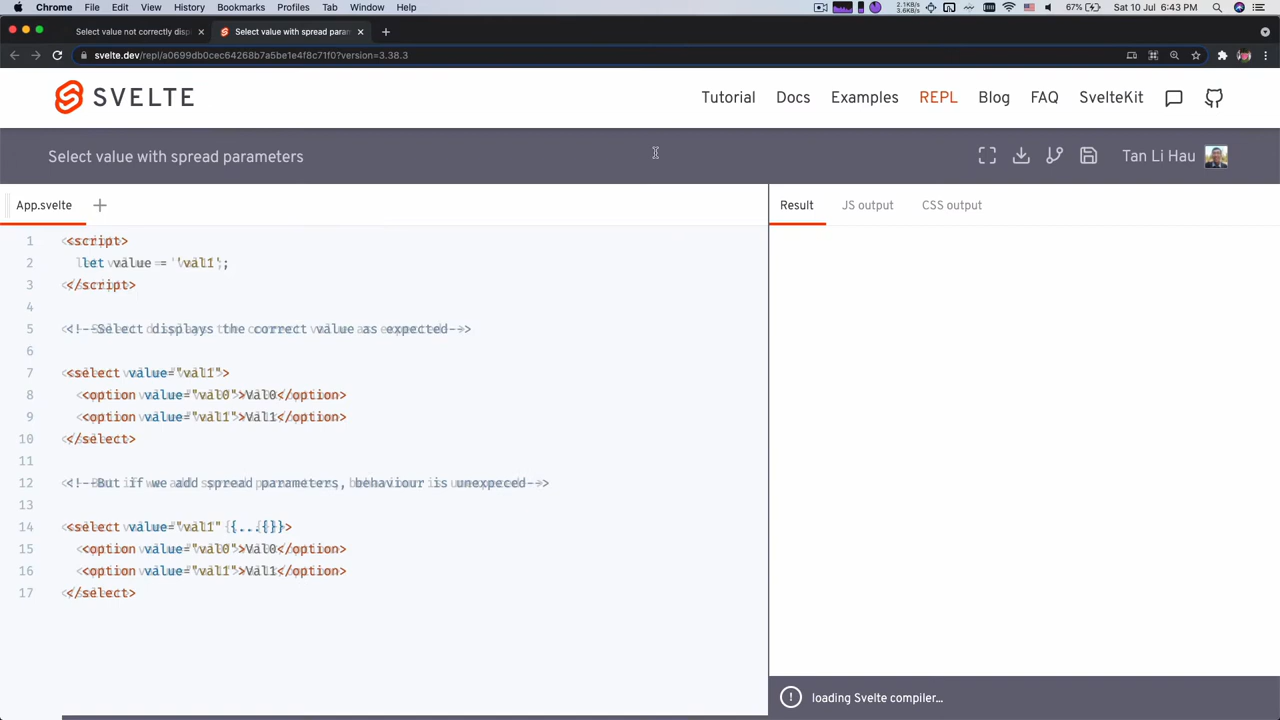 Chrome File Edit View History Bookmarks Profiles Tab Window Help 2.1KB/s 3.6KB/s 67% Sat 10 Jul 6:43 PM
Select value not correctly disp Select value with spread param
svelte.dev/repl/a0699db0cec64268b7a5be1e4f8c71f0?version=3.38.3
SVELTE Tutorial Docs Examples REPL Blog FAQ SvelteKit
Select value with spread parameters Tan Li Hau
App.svelte + Result JS output CSS output
1 <script>
2 let value = 'val1';
3 </script>
4
5 <!--Select displays the correct value as expected-->
6
7 <select value="val1">
8 <option value="val0">Val0</option>
9 <option value="val1">Val1</option>
10 </select>
11
12 <!--But if we add spread parameters, behaviour is unexpeced-->
13
14 <select value="val1" {...{}}>
15 <option value="val0">Val0</option>
16 <option value="val1">Val1</option>
17 </select>
loading Svelte compiler...